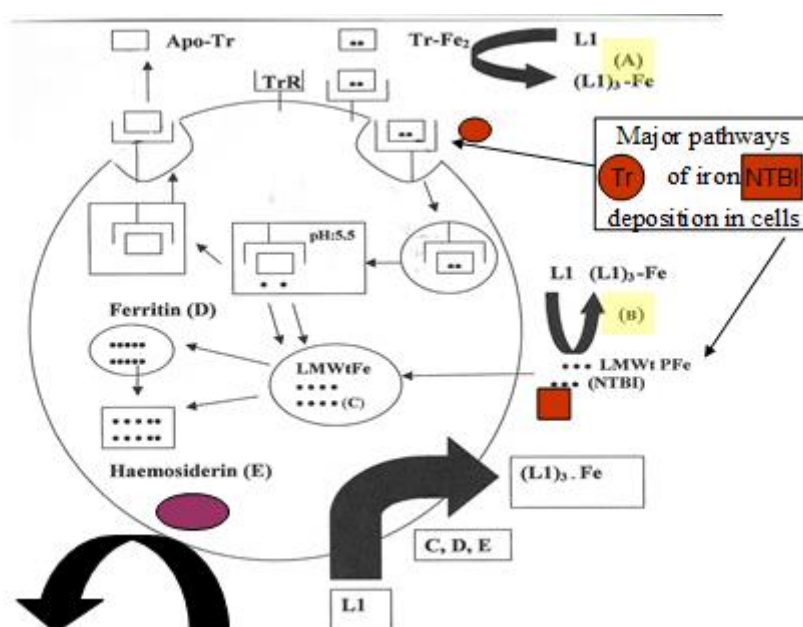 Apo-Tr
Tr-Fe₂
L1
(A)
(L1)₃-Fe
TrR
Major pathways
Tr of iron NTBI
deposition in cells
pH:5.5
L1 (L1)₃-Fe
(B)
Ferritin (D)
LMWtFe
(C)
LMWt PFe
(NTBI)
Haemosiderin (E)
(L1)₃.Fe
C, D, E
L1